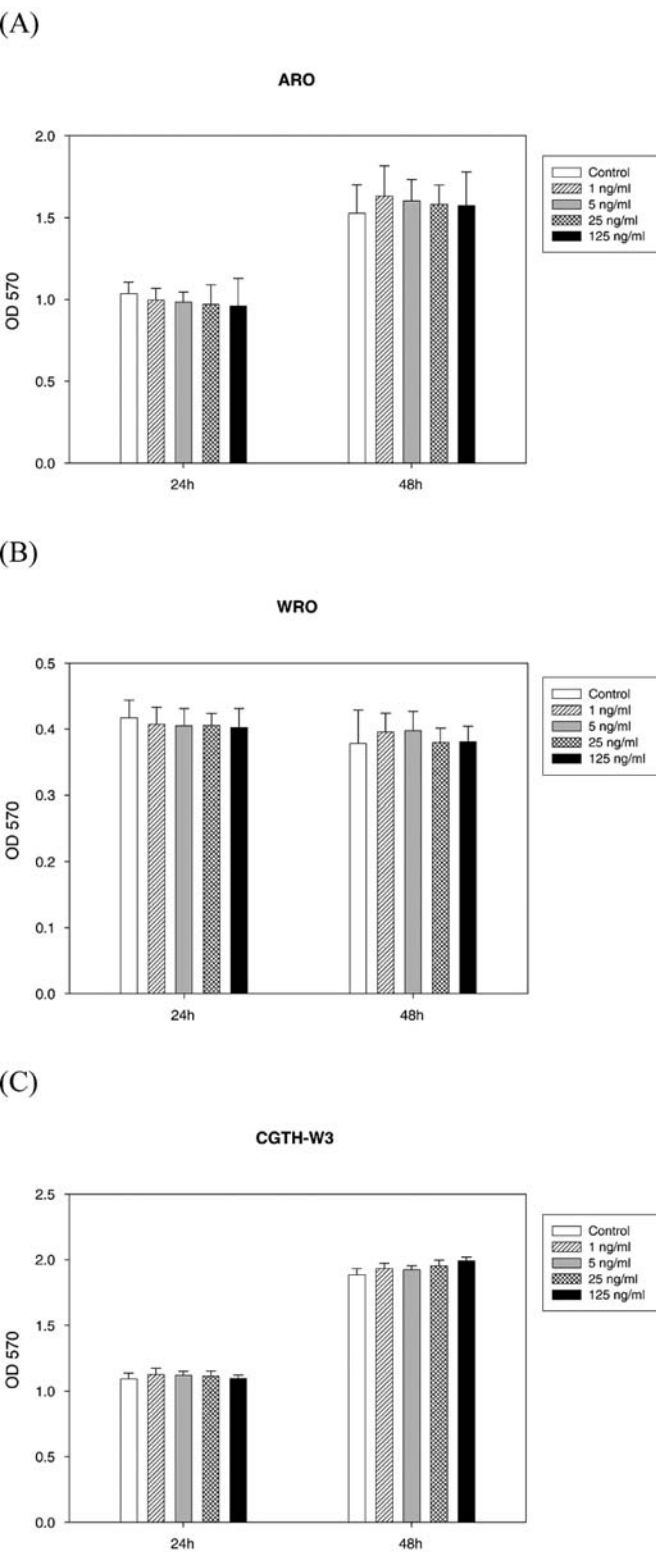 (A)
ARO
2.0
1.5
1.0
0.5
0.0
OD 570
24h
48h
Control
1 ng/ml
5 ng/ml
25 ng/ml
125 ng/ml
(B)
WRO
0.5
0.4
0.3
0.2
0.1
0.0
OD 570
24h
48h
Control
1 ng/ml
5 ng/ml
25 ng/ml
125 ng/ml
(C)
CGTH-W3
2.5
2.0
1.5
1.0
0.5
0.0
OD 570
24h
48h
Control
1 ng/ml
5 ng/ml
25 ng/ml
125 ng/ml